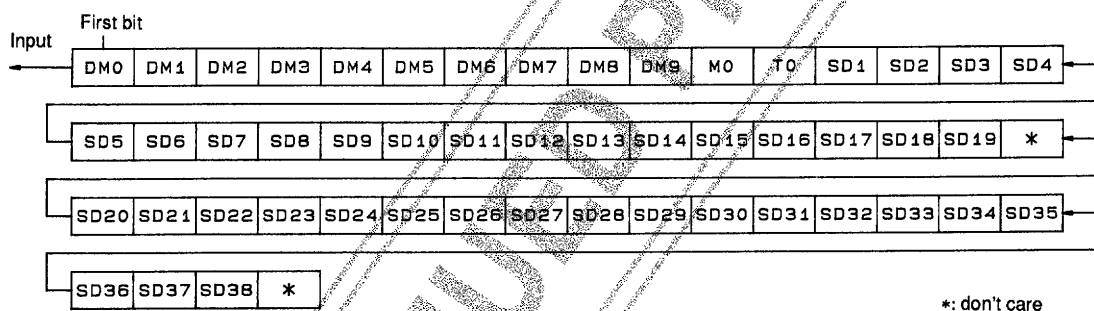 First bit
Input
DM0 DM1 DM2 DM3 DM4 DM5 DM6 DM7 DM8 DM9 M0 T0 SD1 SD2 SD3 SD4
SD5 SD6 SD7 SD8 SD9 SD10 SD11 SD12 SD13 SD14 SD15 SD16 SD17 SD18 SD19 *
SD20 SD21 SD22 SD23 SD24 SD25 SD26 SD27 SD28 SD29 SD30 SD31 SD32 SD33 SD34 SD35
SD36 SD37 SD38 *
*: don't care